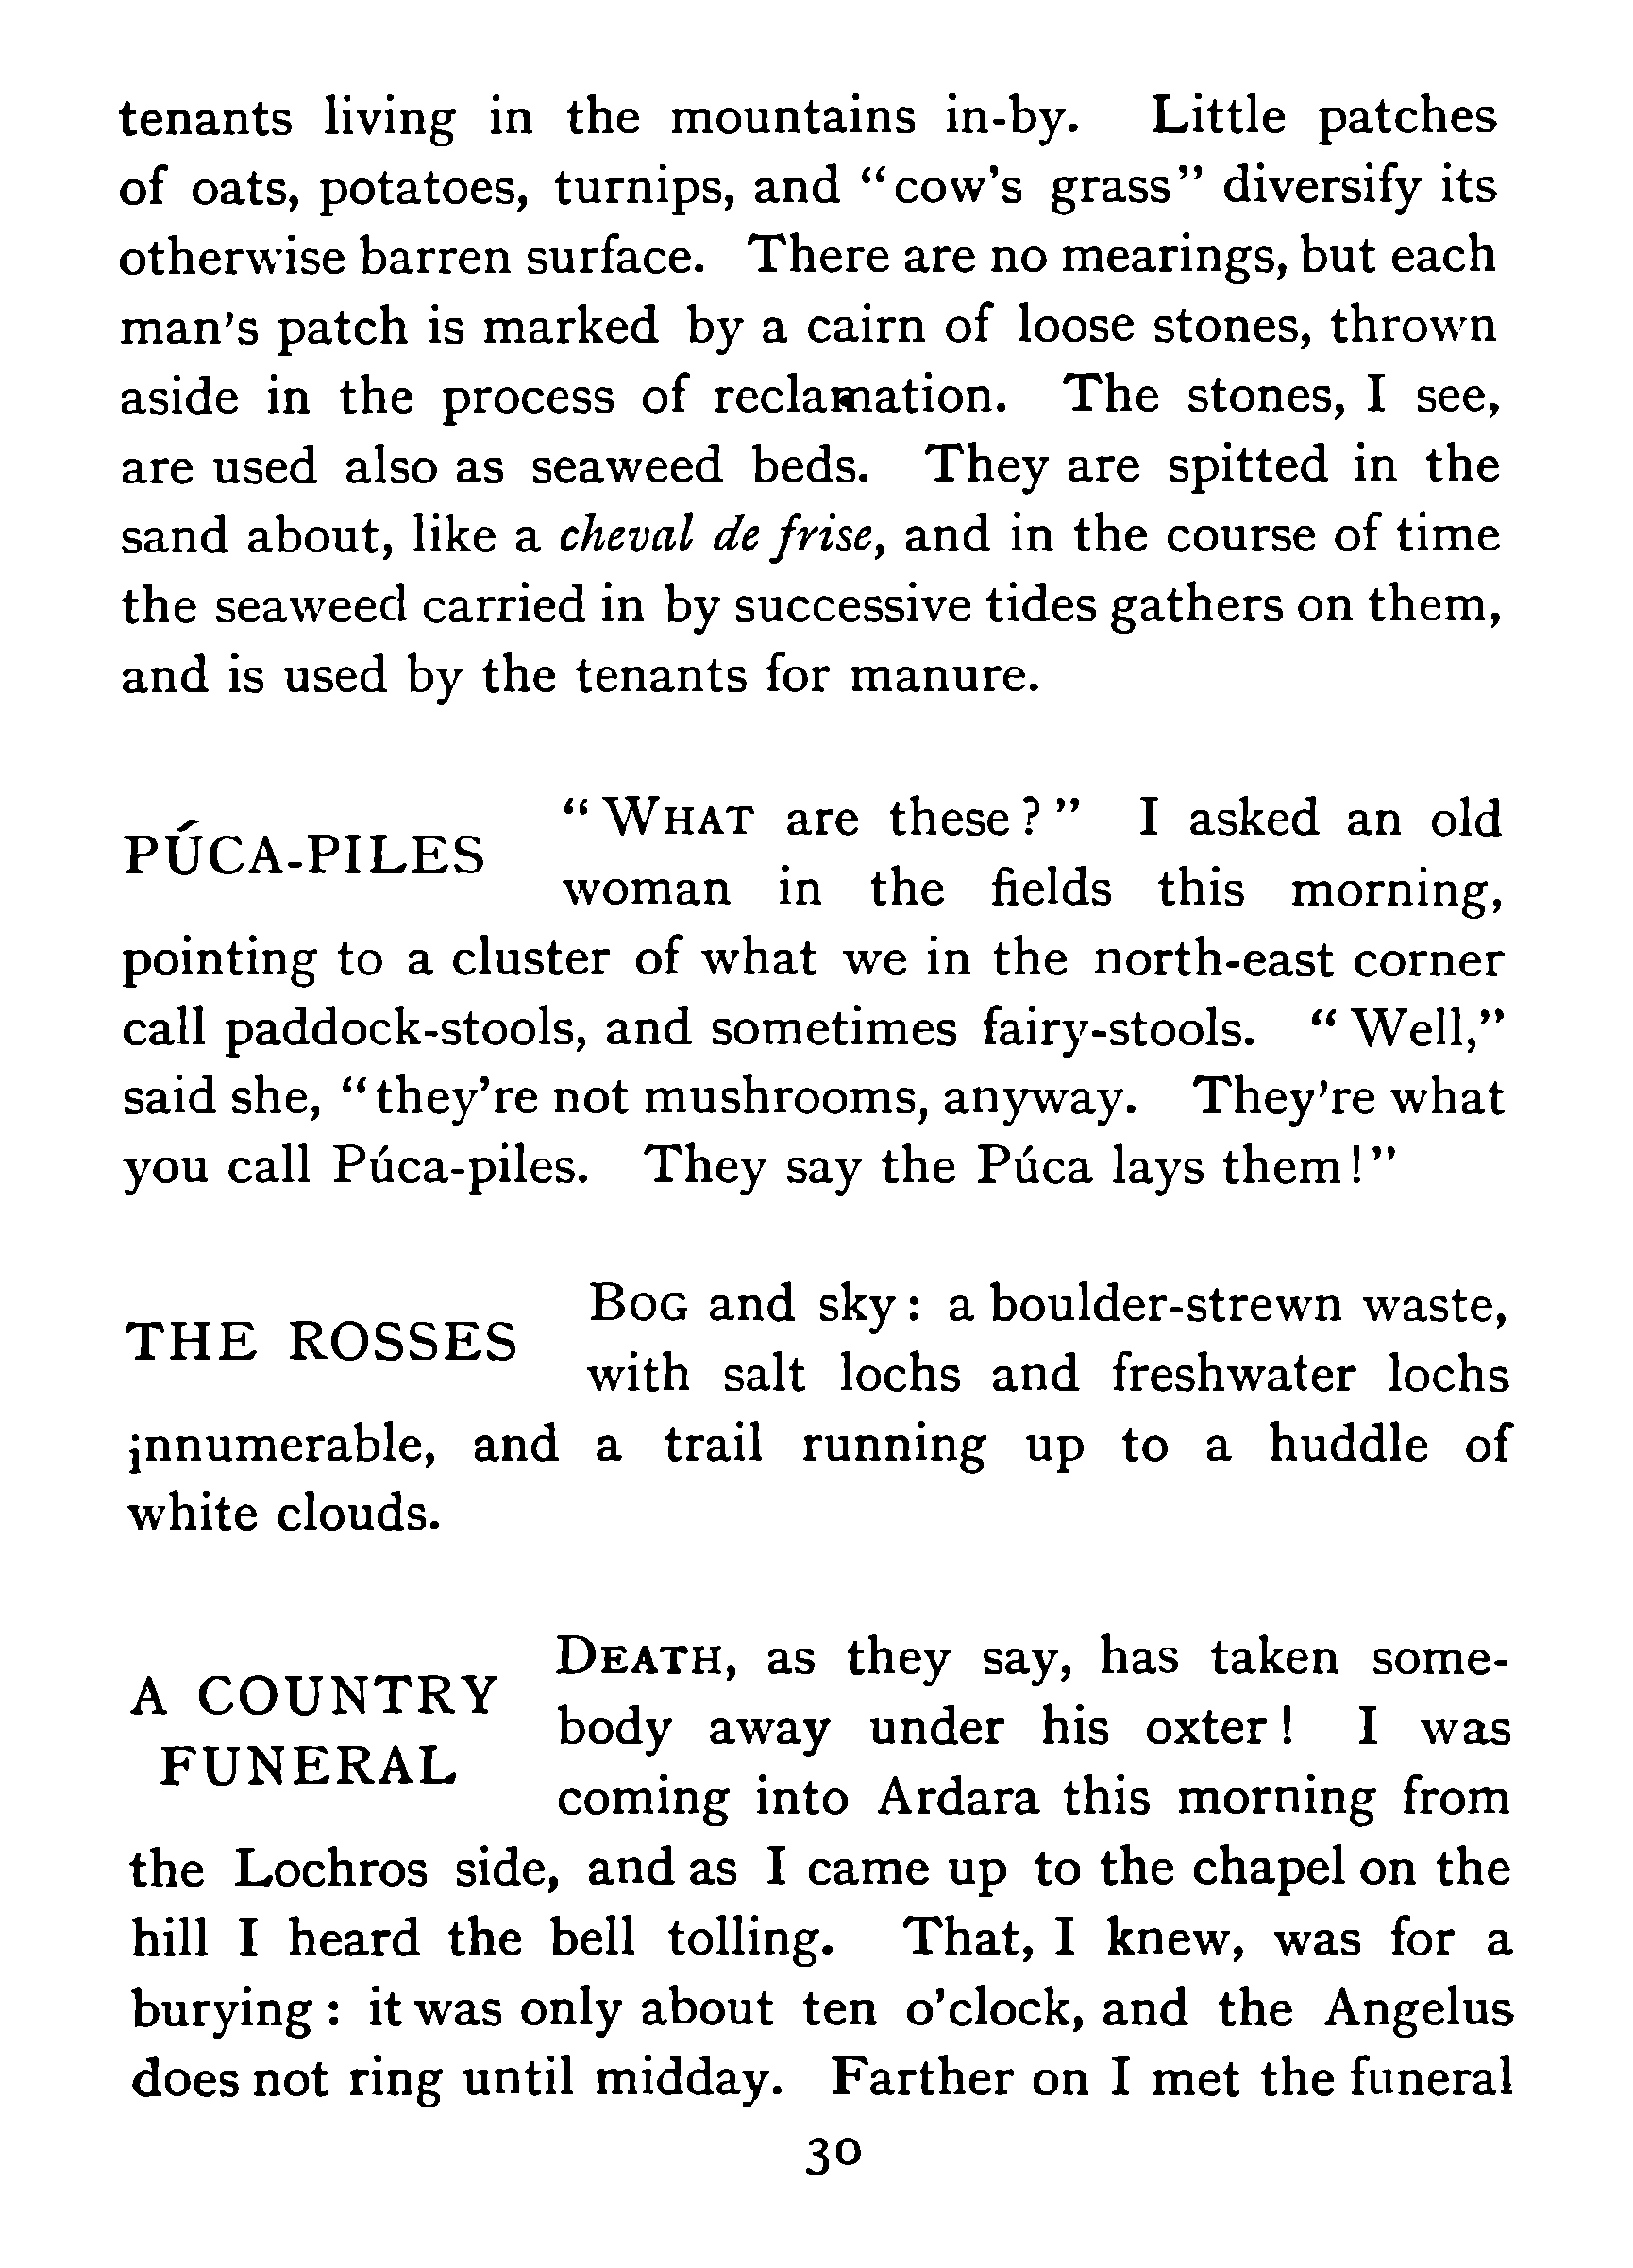 tenants living in the mountains in-by. Little patches
of oats, potatoes, turnips, and “cow’s grass” diversify its
otherwise barren surface. There are no mearings, but each
man’s patch is marked by a cairn of loose stones, thrown
aside in the process of reclamation. The stones, I see,
are used also as seaweed beds. They are spitted in the
sand about, like a cheval de frise, and in the course of time
the seaweed carried in by successive tides gathers on them,
and is used by the tenants for manure.
PÚCA-PILES
“WHAT are these?” I asked an old
woman in the fields this morning,
pointing to a cluster of what we in the north-east corner
call paddock-stools, and sometimes fairy-stools. “Well,”
said she, “they’re not mushrooms, anyway. They’re what
you call Púca-piles. They say the Púca lays them!”
THE ROSSES
BOG and sky: a boulder-strewn waste,
with salt lochs and freshwater lochs
innumerable, and a trail running up to a huddle of
white clouds.
A COUNTRY
FUNERAL
DEATH, as they say, has taken some-
body away under his oxter! I was
coming into Ardara this morning from
the Lochros side, and as I came up to the chapel on the
hill I heard the bell tolling. That, I knew, was for a
burying: it was only about ten o’clock, and the Angelus
does not ring until midday. Farther on I met the funeral
30